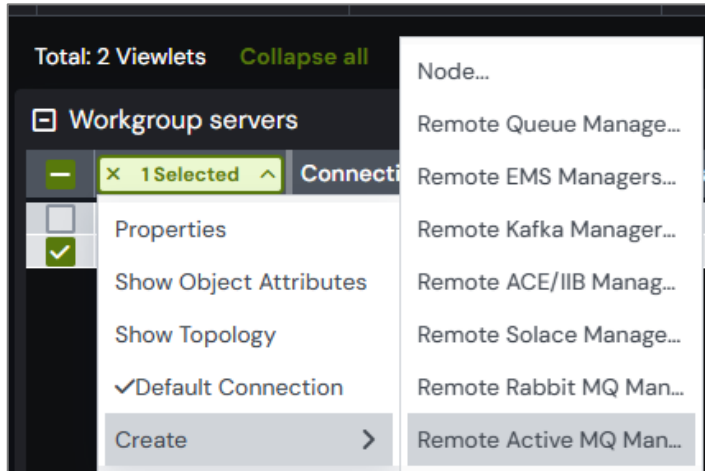 Total: 2 Viewlets Collapse all
Workgroup servers
× 1 Selected Connecti
Properties
Show Object Attributes
Show Topology
✓Default Connection
Create
Node...
Remote Queue Manage...
Remote EMS Managers...
Remote Kafka Manager...
Remote ACE/IIB Manag...
Remote Solace Manage...
Remote Rabbit MQ Man...
Remote Active MQ Man...